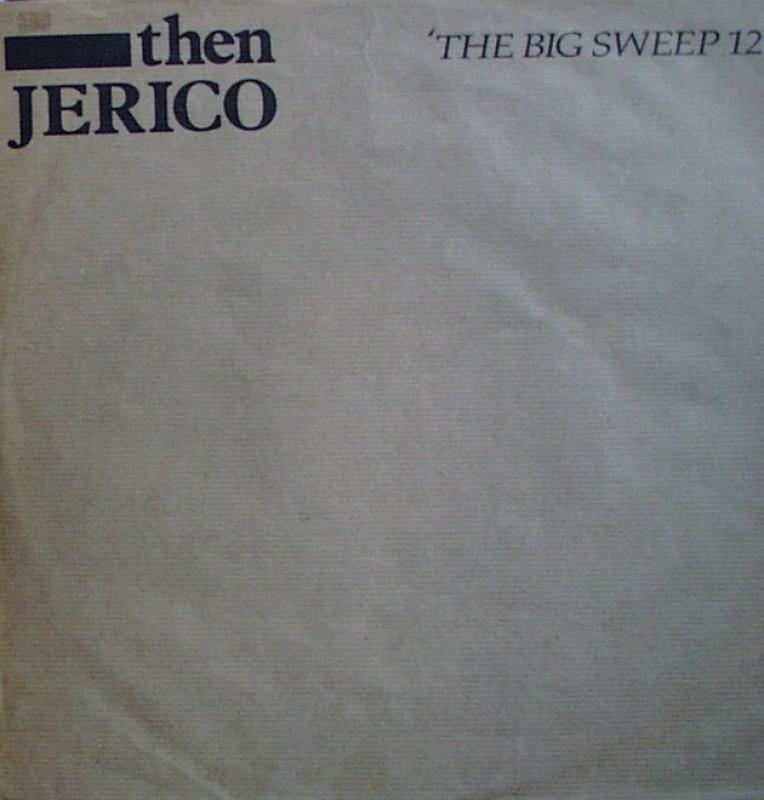 then
JERICO
‘THE BIG SWEEP 12